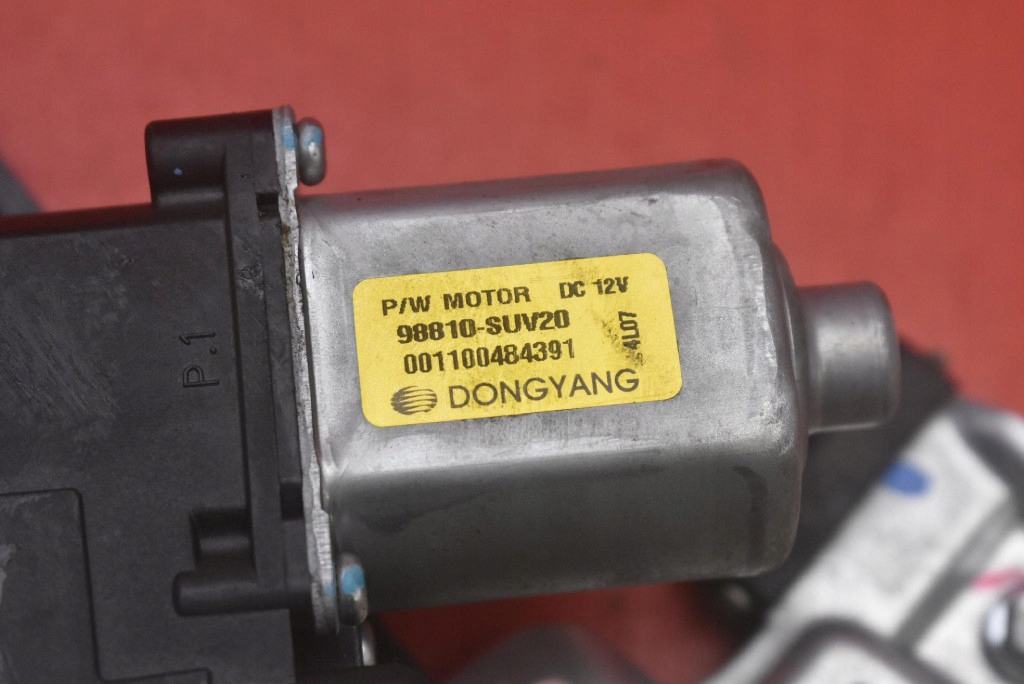 P/W MOTOR DC 12V
98810-SUV20
001100484391
4L07
DONGYANG
P.1